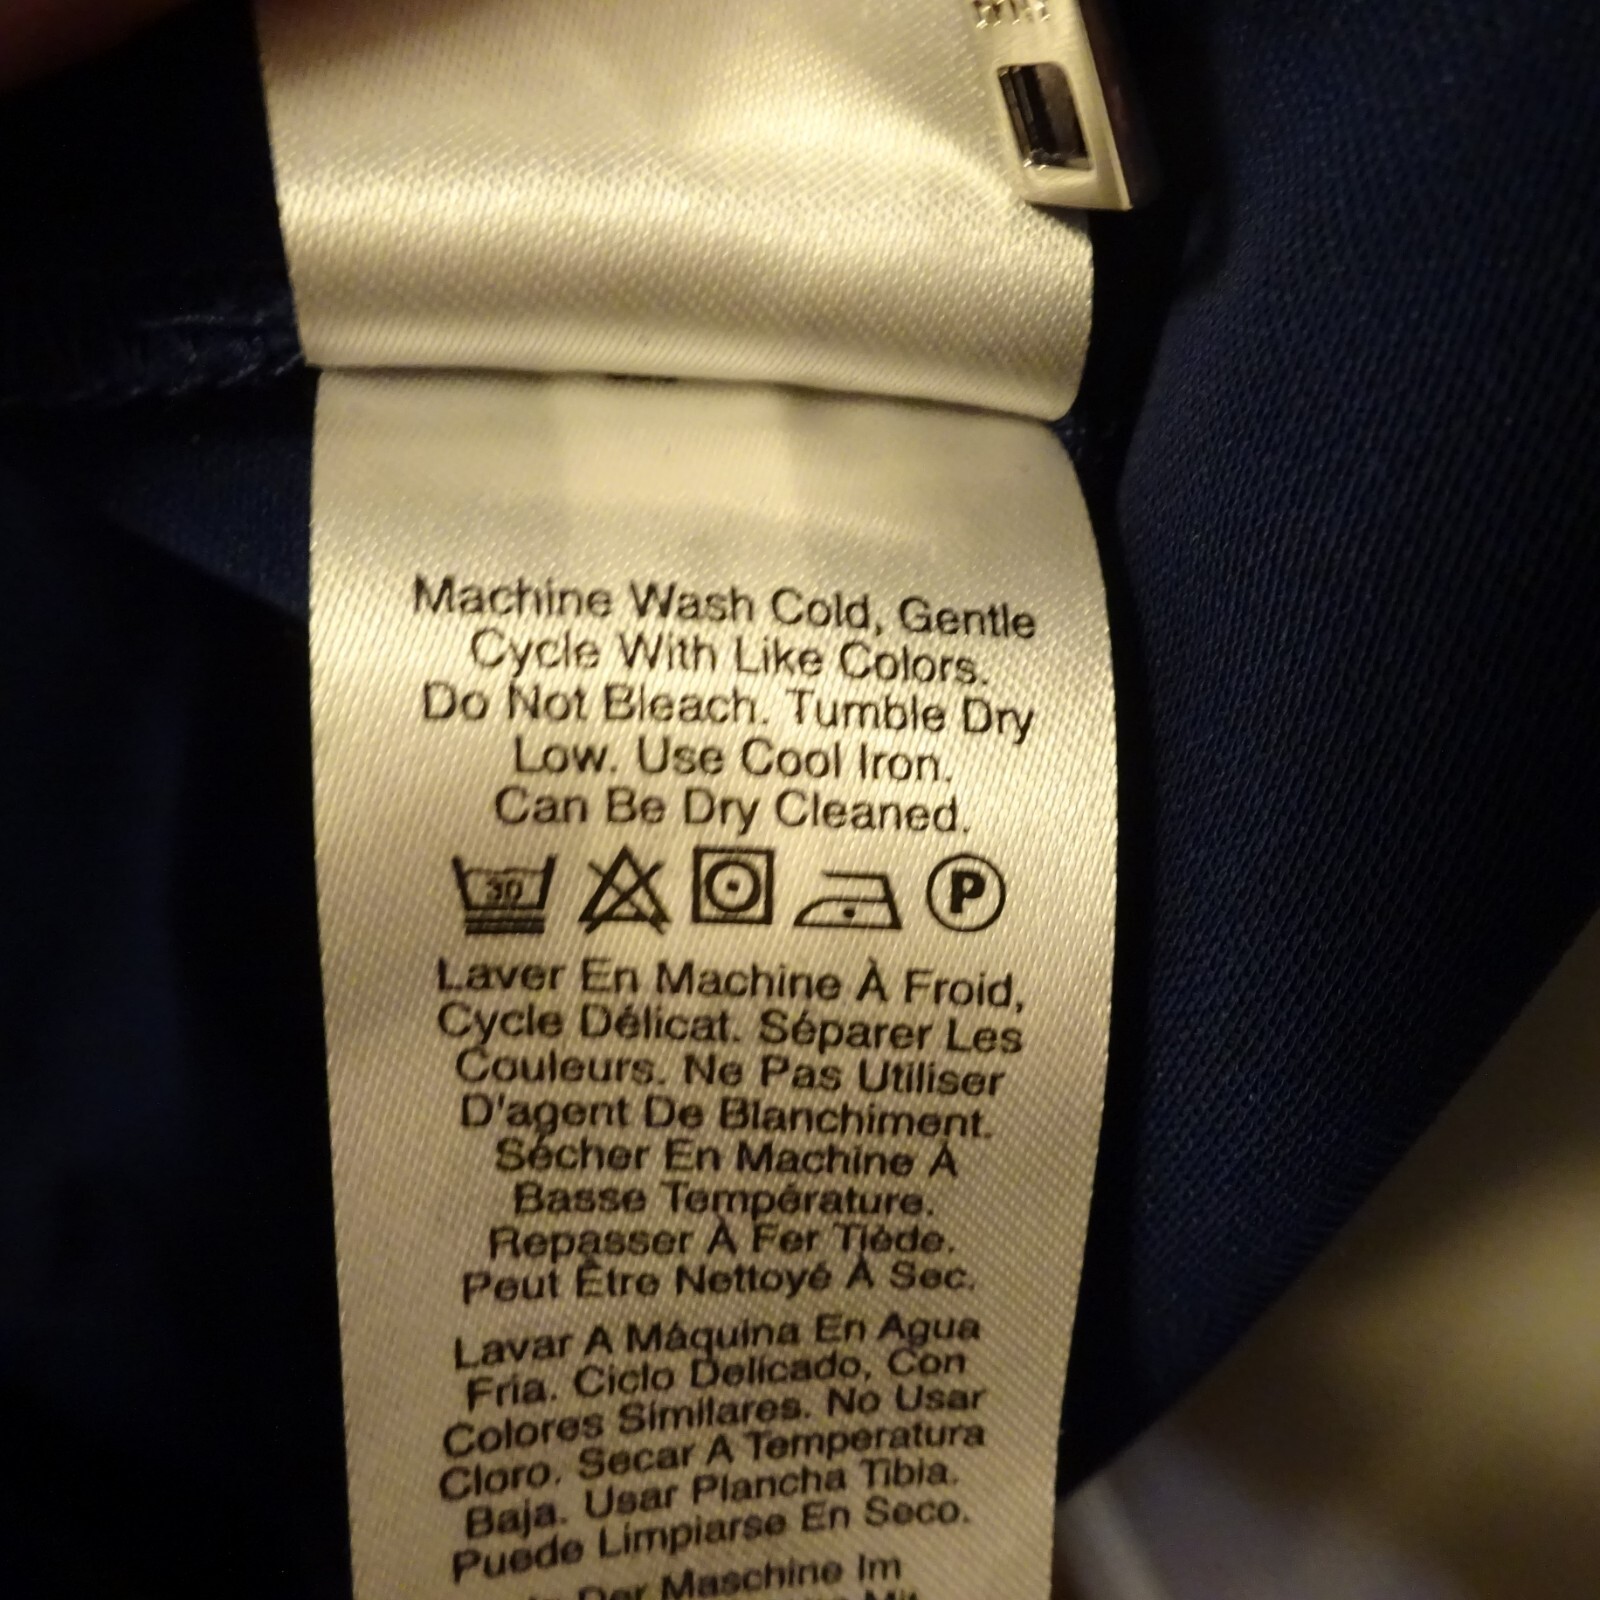 Machine Wash Cold, Gentle
Cycle With Like Colors.
Do Not Bleach. Tumble Dry
Low. Use Cool Iron.
Can Be Dry Cleaned.
30 P
Laver En Machine À Froid,
Cycle Délicat. Séparer Les
Couleurs. Ne Pas Utiliser
D'agent De Blanchiment.
Sécher En Machine À
Basse Température.
Repasser À Fer Tiède.
Peut Être Nettoyé À Sec.
Lavar A Máquina En Agua
Fria. Ciclo Delicado, Con
Colores Similares. No Usar
Cloro. Secar A Temperatura
Baja. Usar Plancha Tibia.
Puede Limpiarse En Seco.
Der Maschine Im